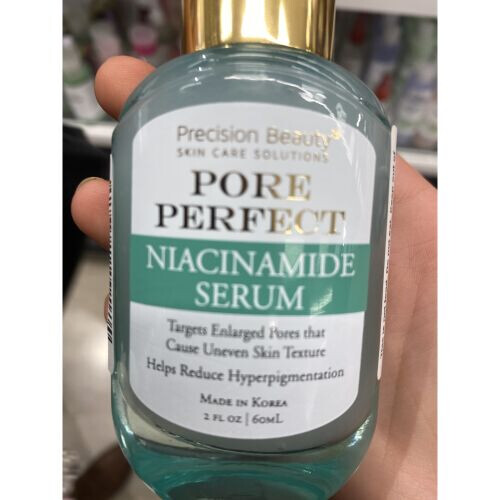 Precision Beauty
SKIN CARE SOLUTIONS
PORE
PERFECT
NIACINAMIDE
SERUM
Targets Enlarged Pores that
Cause Uneven Skin Texture
Helps Reduce Hyperpigmentation
MADE IN KOREA
2 FL OZ | 60ML